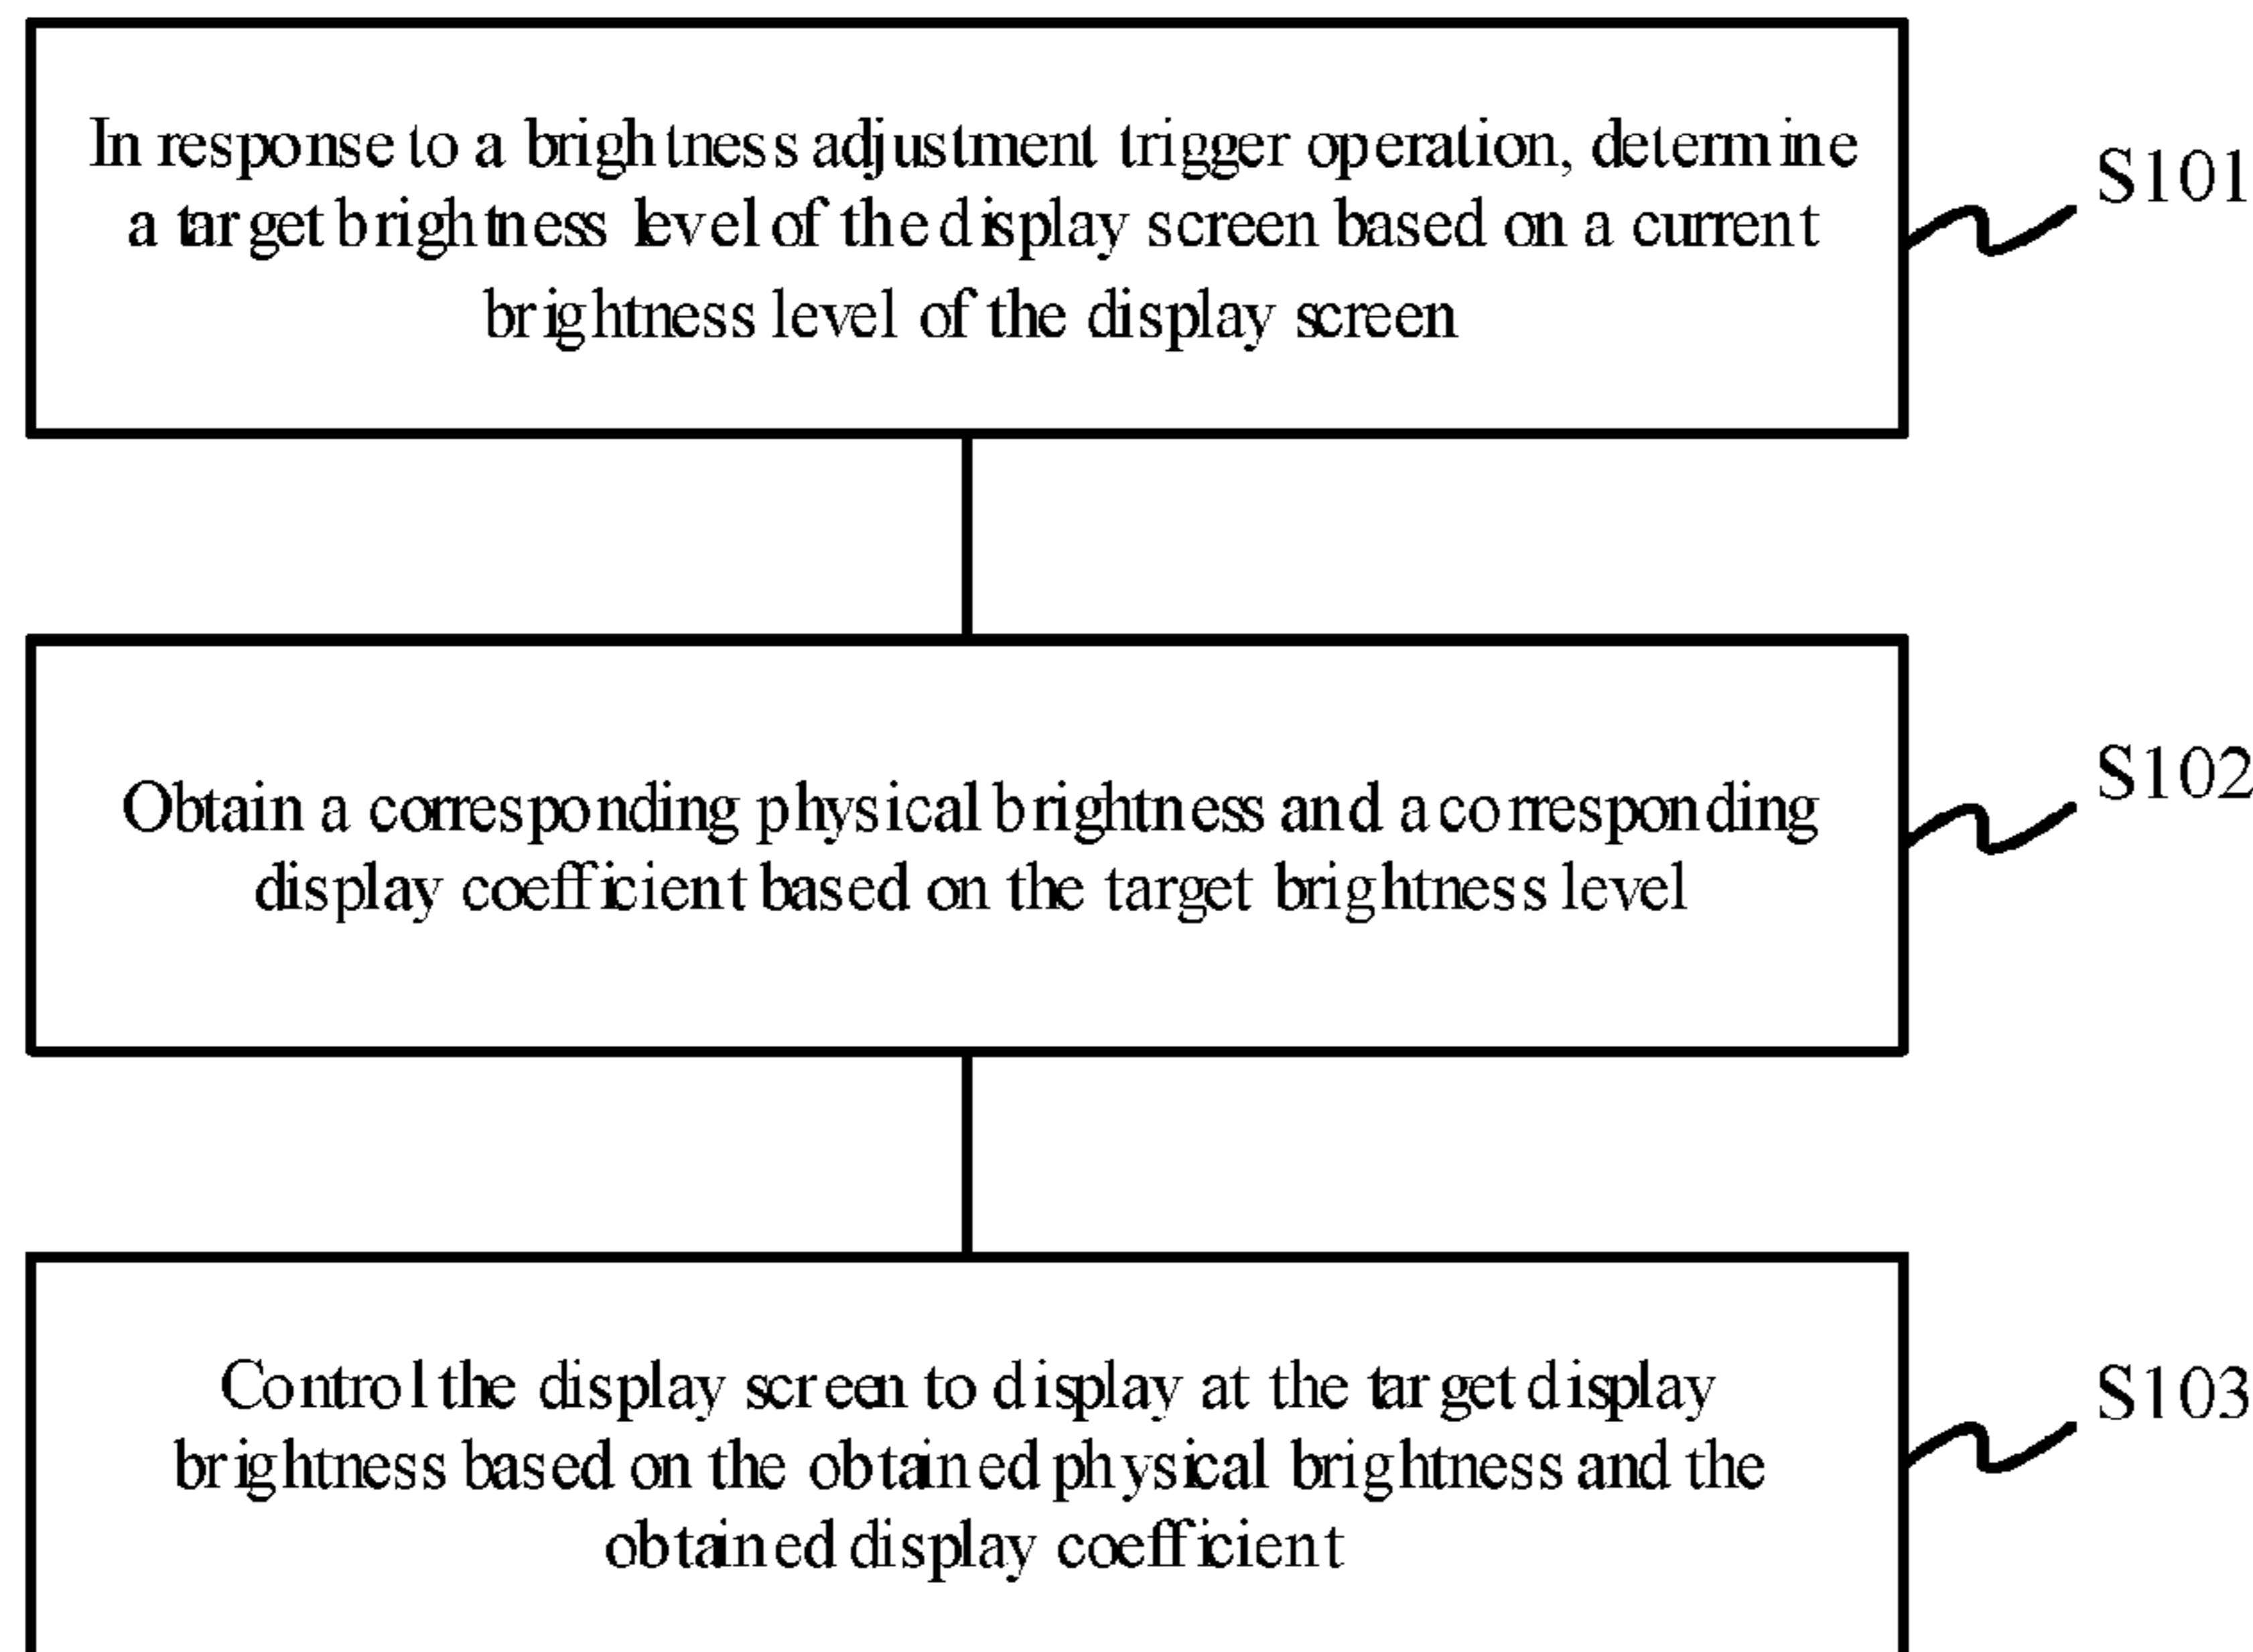 In response to a brightness adjustment trigger operation, determine
a target brightness level of the display screen based on a current
brightness level of the display screen
S101
Obtain a corresponding physical brightness and a corresponding
display coefficient based on the target brightness level
S102
Control the display screen to display at the target display
brightness based on the obtained physical brightness and the
obtained display coefficient
S103